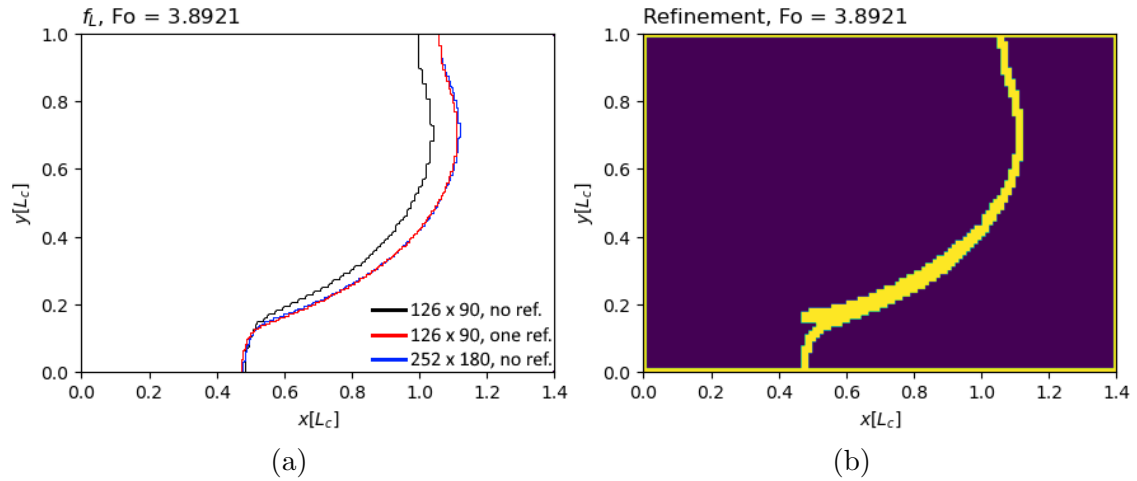 f_L, Fo = 3.8921
1.0
0.8
0.6
0.4
0.2
0.0
y[L_c]
126 x 90, no ref.
126 x 90, one ref.
252 x 180, no ref.
0.0 0.2 0.4 0.6 0.8 1.0 1.2 1.4
x[L_c]
(a)
Refinement, Fo = 3.8921
1.0
0.8
0.6
0.4
0.2
0.0
y[L_c]
0.0 0.2 0.4 0.6 0.8 1.0 1.2 1.4
x[L_c]
(b)